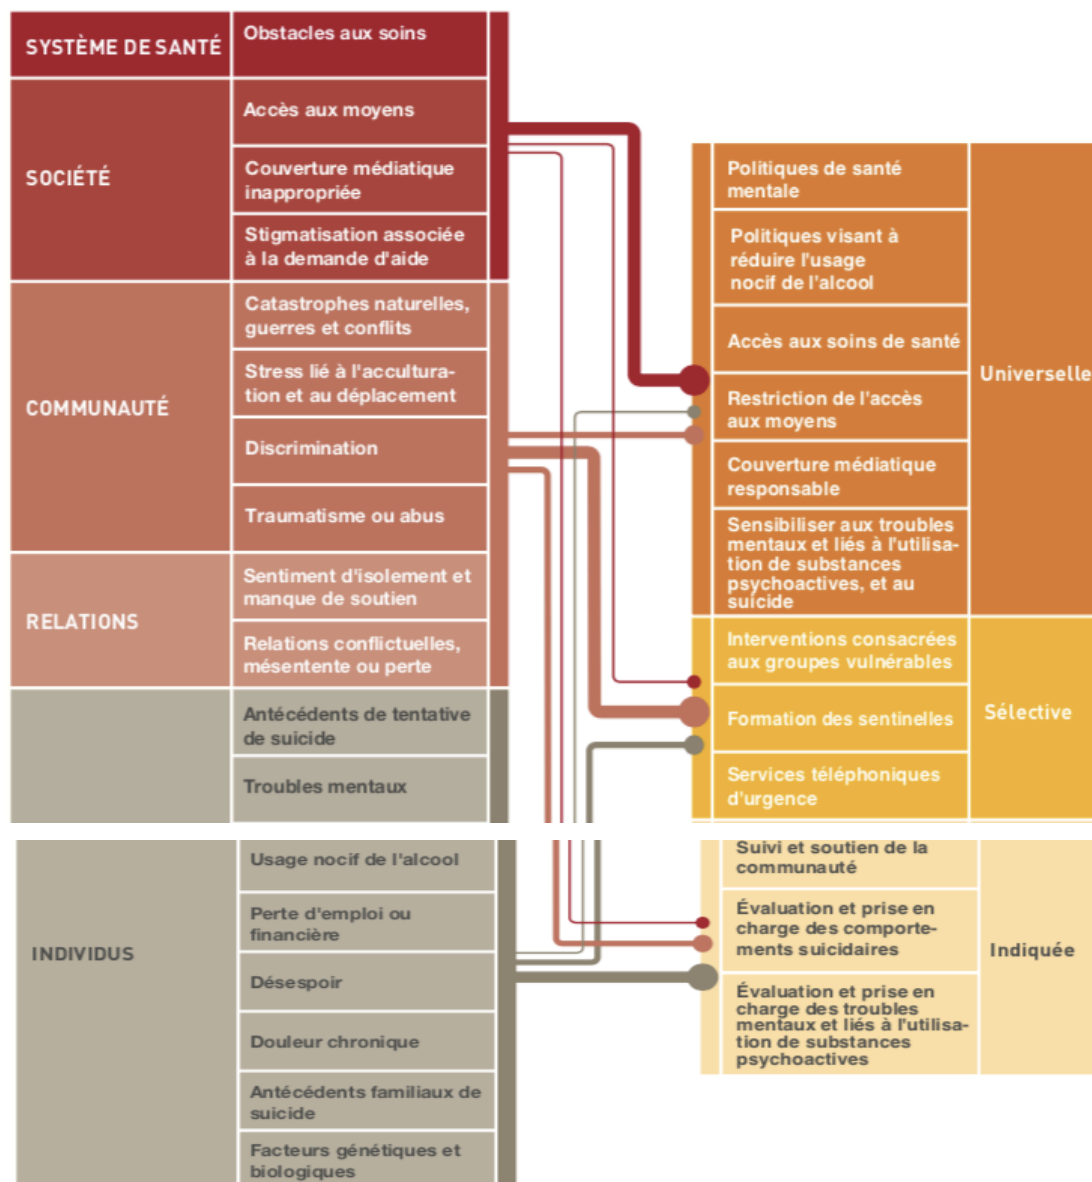 SYSTÈME DE SANTÉ
Obstacles aux soins
SOCIÉTÉ
Accès aux moyens
Couverture médiatique
inappropriée
Stigmatisation associée
à la demande d'aide
COMMUNAUTÉ
Catastrophes naturelles,
guerres et conflits
Stress lié à l'accultura-
tion et au déplacement
Discrimination
Traumatisme ou abus
RELATIONS
Sentiment d'isolement et
manque de soutien
Relations conflictuelles,
mésentente ou perte
Antécédents de tentative
de suicide
Troubles mentaux
INDIVIDUS
Usage nocif de l'alcool
Perte d'emploi ou
financière
Désespoir
Douleur chronique
Antécédents familiaux de
suicide
Facteurs génétiques et
biologiques
Politiques de santé
mentale
Politiques visant à
réduire l'usage
nocif de l'alcool
Accès aux soins de santé
Restriction de l'accès
aux moyens
Couverture médiatique
responsable
Sensibiliser aux troubles
mentaux et liés à l'utilisa-
tion de substances
psychoactives, et au
suicide
Universelle
Interventions consacrées
aux groupes vulnérables
Formation des sentinelles
Services téléphoniques
d'urgence
Sélective
Suivi et soutien de la
communauté
Évaluation et prise en
charge des comporte-
ments suicidaires
Évaluation et prise en
charge des troubles
mentaux et liés à l'utilisa-
tion de substances
psychoactives
Indiquée